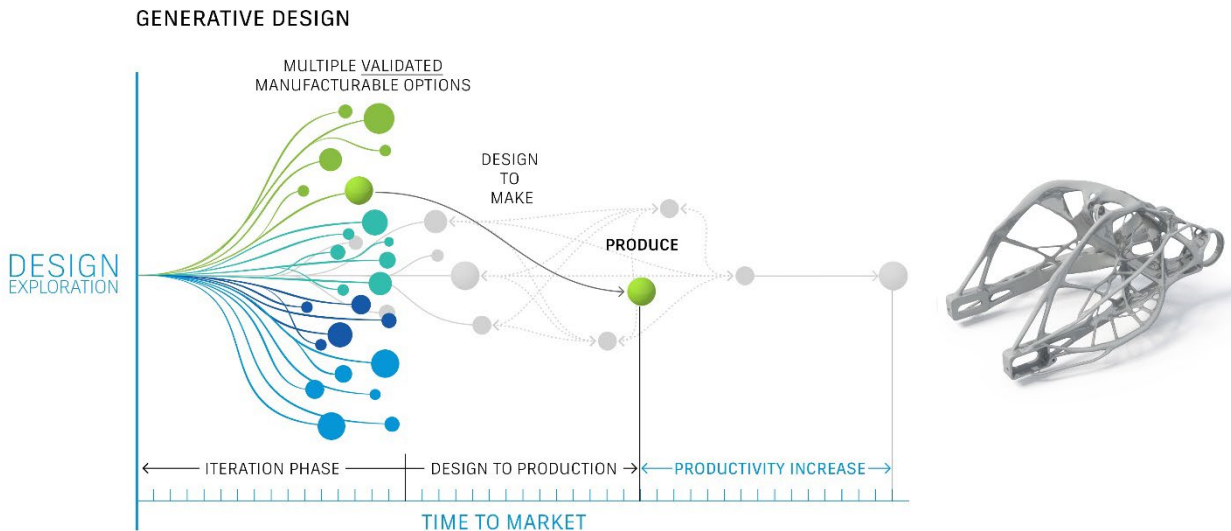 GENERATIVE DESIGN
MULTIPLE VALIDATED
MANUFACTURABLE OPTIONS
DESIGN
TO
MAKE
PRODUCE
DESIGN
EXPLORATION
ITERATION PHASE
DESIGN TO PRODUCTION
PRODUCTIVITY INCREASE
TIME TO MARKET